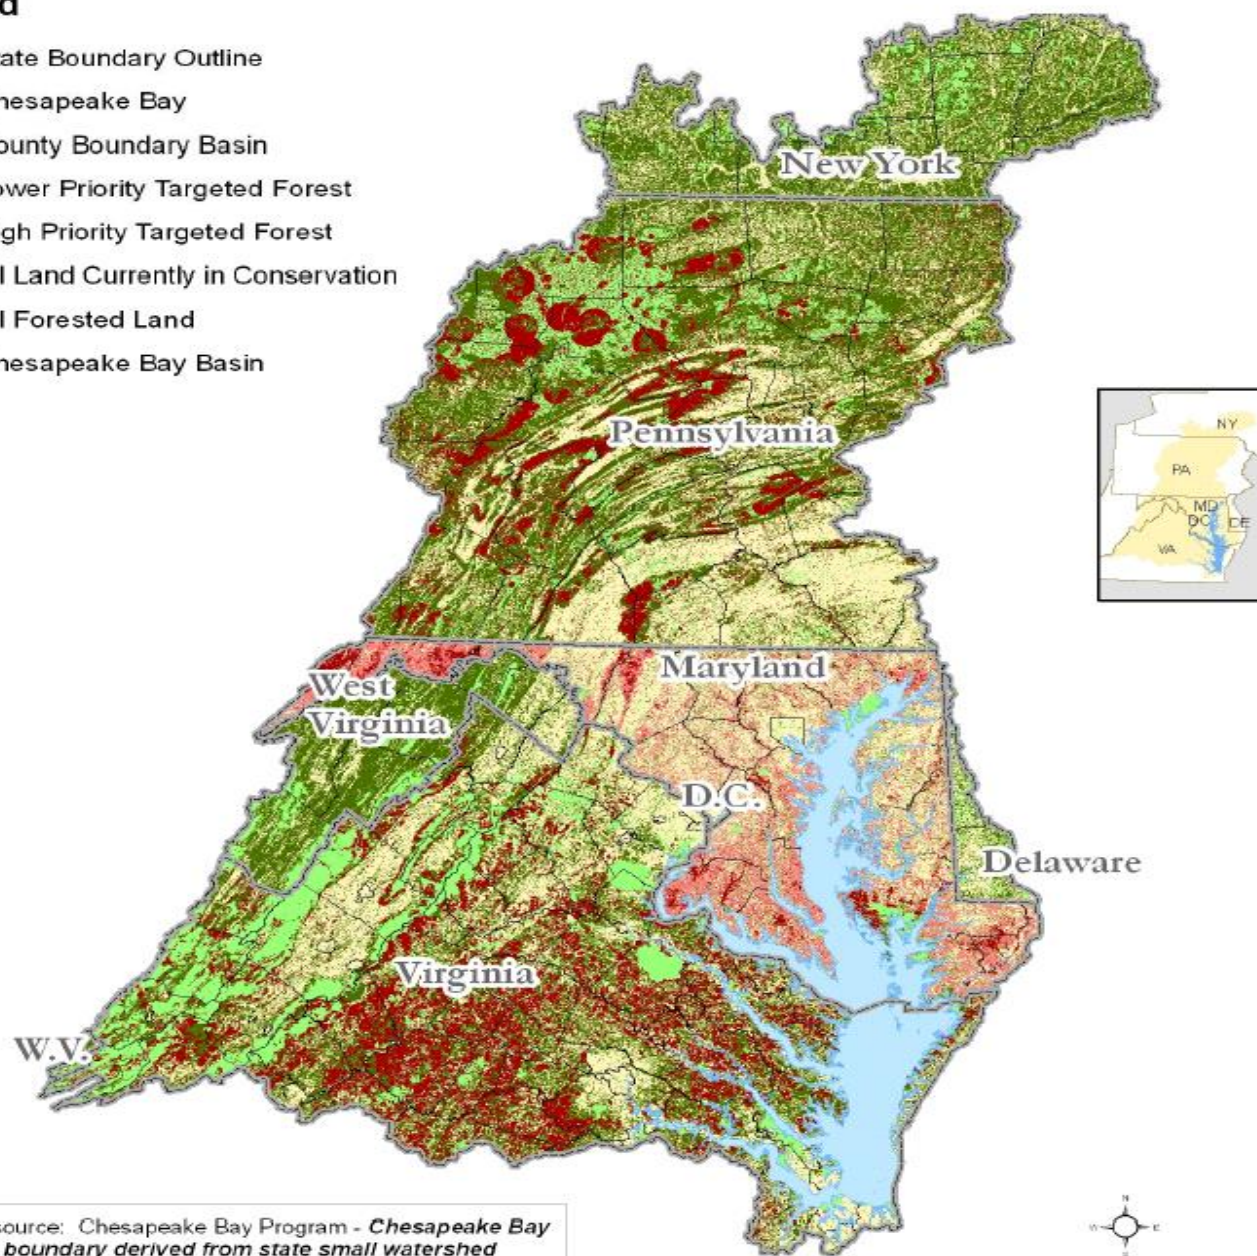 d
ate Boundary Outline
hesapeake Bay
ounty Boundary Basin
ower Priority Targeted Forest
gh Priority Targeted Forest
l Land Currently in Conservation
l Forested Land
hesapeake Bay Basin
New York
Pennsylvania
NY
PA
MD
DC
DE
VA
Maryland
West
Virginia
D.C.
Delaware
Virginia
W.V.
source: Chesapeake Bay Program - Chesapeake Bay
boundary derived from state small watershed
N
W
E